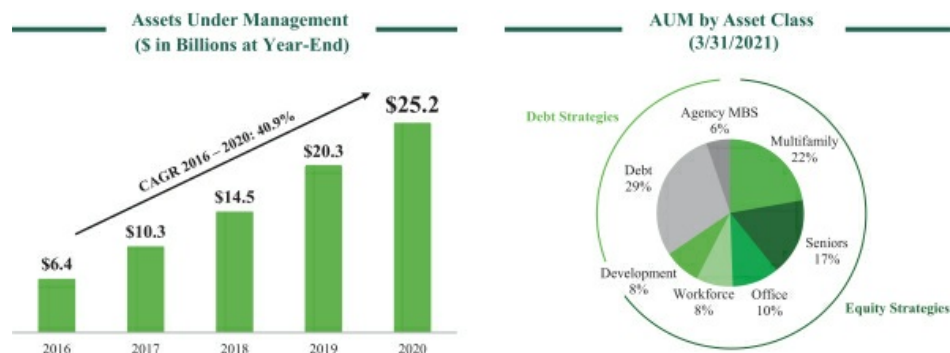 Assets Under Management
($ in Billions at Year-End)
CAGR 2016 – 2020: 40.9%
$6.4
$10.3
$14.5
$20.3
$25.2
2016
2017
2018
2019
2020
AUM by Asset Class
(3/31/2021)
Debt Strategies
Agency MBS
6%
Multifamily
22%
Debt
29%
Seniors
17%
Development
8%
Workforce
8%
Office
10%
Equity Strategies